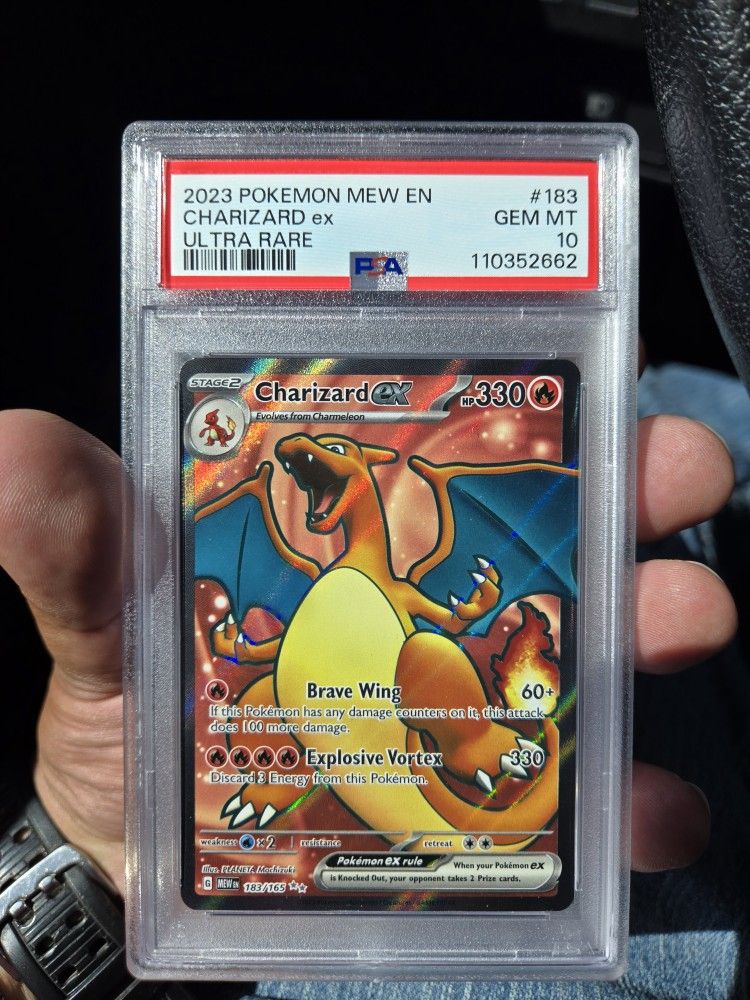 2023 POKEMON MEW EN #183
CHARIZARD ex GEM MT
ULTRA RARE 10
PSA 110352662
STAGE2 Charizard ex HP330
Evolves from Charmeleon
Brave Wing 60+
If this Pokémon has any damage counters on it, this attack
does 100 more damage.
Explosive Vortex 330
Discard 3 Energy from this Pokémon.
weakness ×2 resistance retreat
Pokémon ex rule When your Pokémon ex
is Knocked Out, your opponent takes 2 Prize cards.
Illus. PLANETA Mochizuki
G MEW EN 183/165